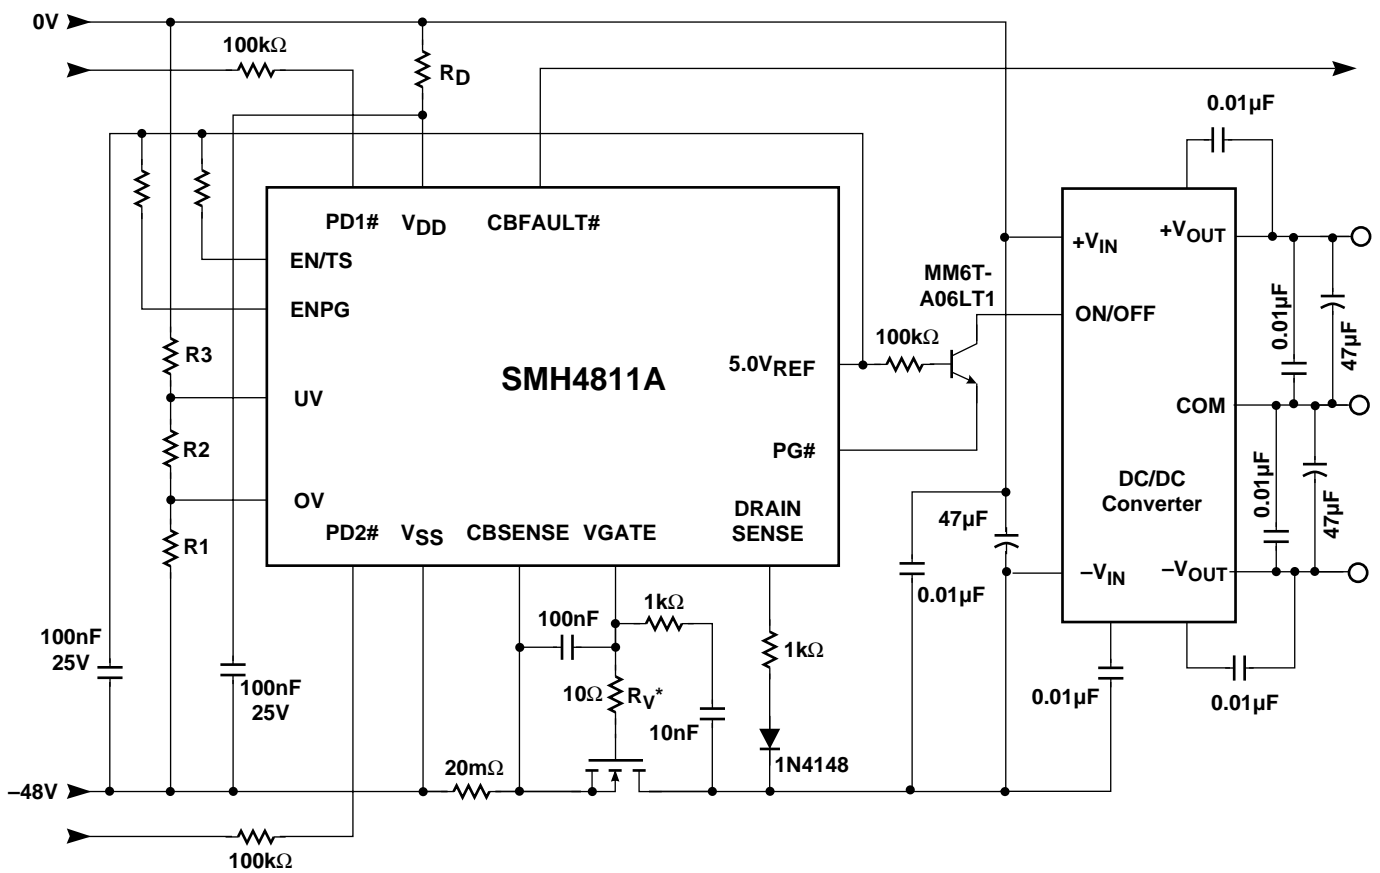 0V
100kΩ
RD
0.01µF
PD1# VDD CBFAULT#
EN/TS
ENPG
+VIN
+VOUT
MM6T-
A06LT1
ON/OFF
0.01µF
47µF
R3
100kΩ
5.0VREF
SMH4811A
UV
COM
R2
PG#
0.01µF
47µF
DC/DC
Converter
OV
DRAIN
SENSE
47µF
R1
PD2# VSS CBSENSE VGATE
–VIN
–VOUT
0.01µF
100nF
25V
100nF
1kΩ
1kΩ
100nF
25V
10Ω
RV*
10nF
0.01µF
0.01µF
20mΩ
1N4148
–48V
100kΩ